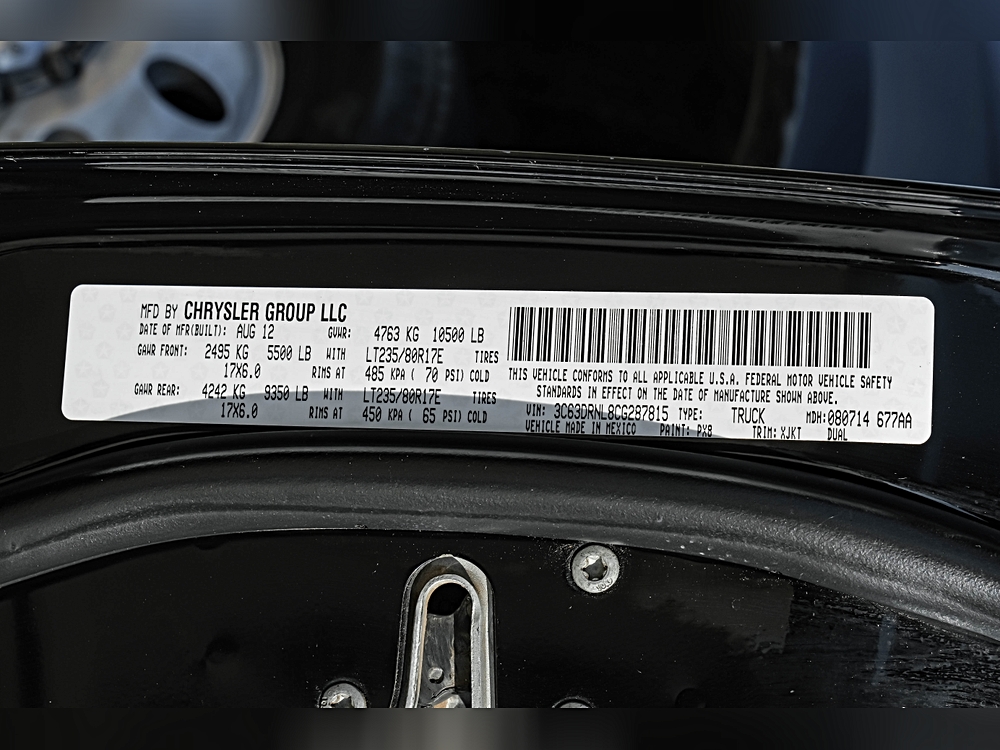 MFD BY CHRYSLER GROUP LLC
DATE OF MFR(BUILT): AUG 12 GVWR: 4763 KG 10500 LB
GAWR FRONT: 2495 KG 5500 LB WITH LT235/80R17E TIRES
17X6.0 RIMS AT 485 KPA ( 70 PSI) COLD
GAWR REAR: 4242 KG 9350 LB WITH LT235/80R17E TIRES
17X6.0 RIMS AT 450 KPA ( 65 PSI) COLD
THIS VEHICLE CONFORMS TO ALL APPLICABLE U.S.A. FEDERAL MOTOR VEHICLE SAFETY
STANDARDS IN EFFECT ON THE DATE OF MANUFACTURE SHOWN ABOVE.
VIN: 3C63DRNL8CG287815 TYPE: TRUCK MDH:080714 677AA
VEHICLE MADE IN MEXICO PAINT: PX8 TRIM: XJKT DUAL